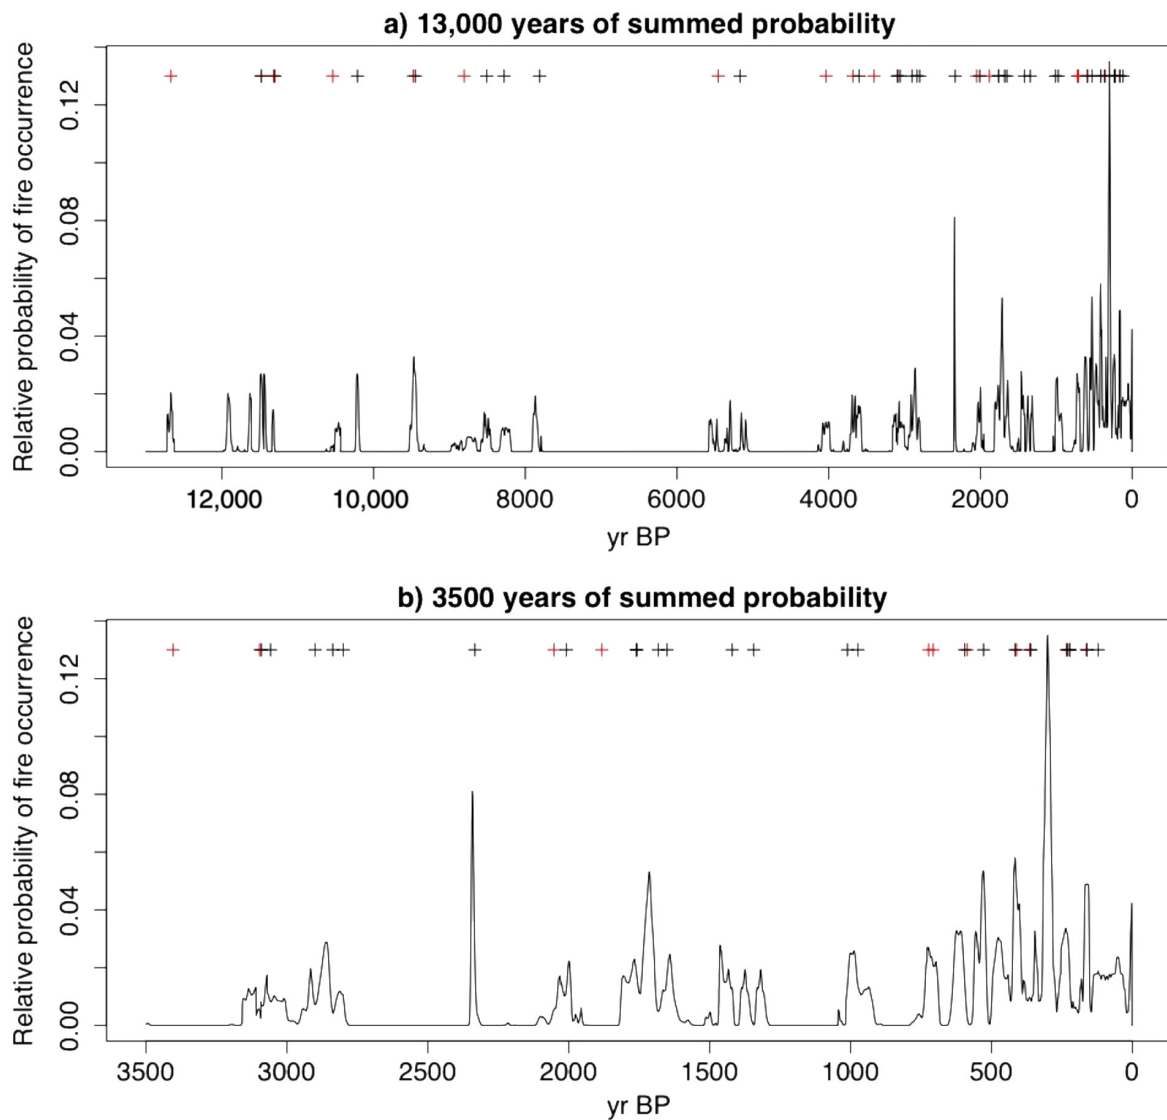 a) 13,000 years of summed probability
Relative probability of fire occurrence
0.12
0.08
0.04
0.00
12,000 10,000 8000 6000 4000 2000 0
yr BP
b) 3500 years of summed probability
Relative probability of fire occurrence
0.12
0.08
0.04
0.00
3500 3000 2500 2000 1500 1000 500 0
yr BP